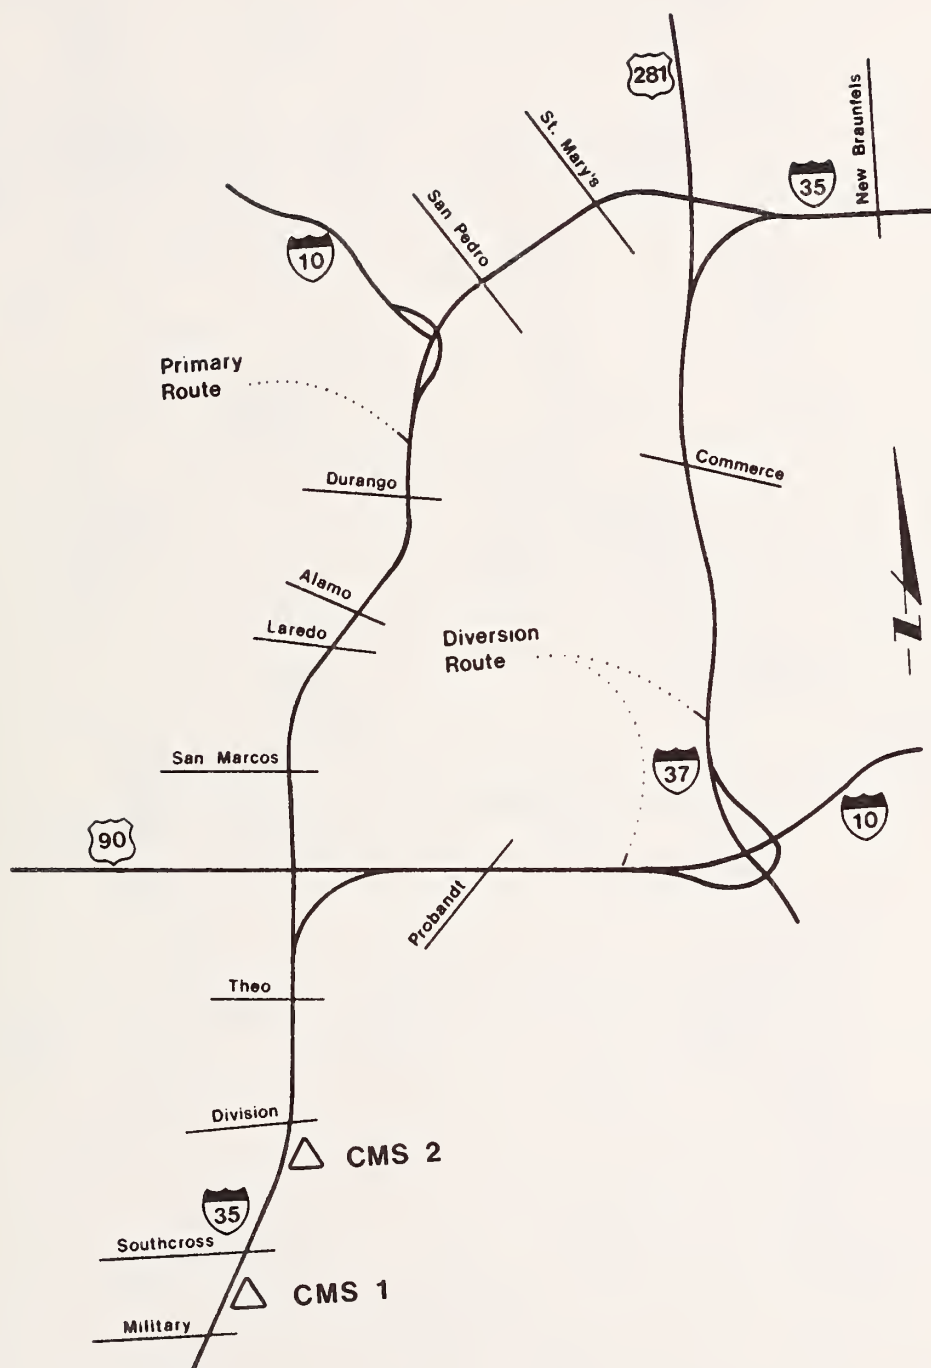 281
St. Mary's
New Braunfels
35
San Pedro
10
Primary
Route
Commerce
Durango
Alamo
Laredo
Diversion
Route
N
San Marcos
37
90
10
Probandt
Theo
Division
CMS 2
35
Southcross
CMS 1
Military